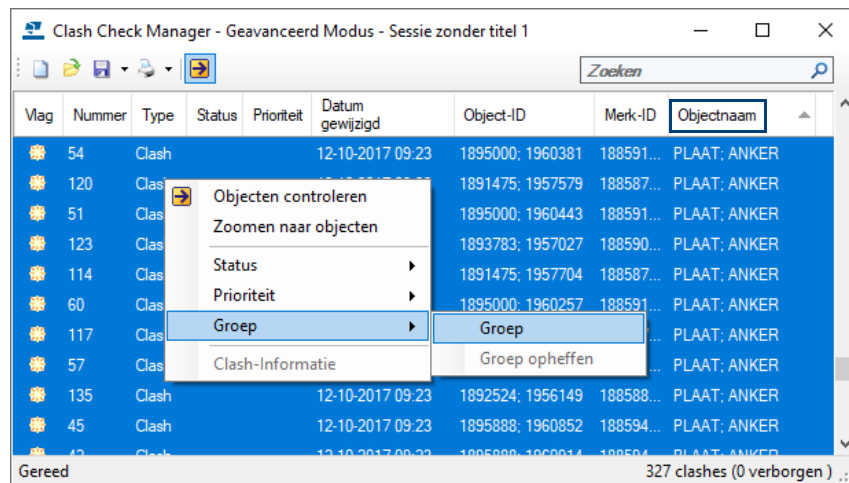 Clash Check Manager - Geavanceerd Modus - Sessie zonder titel 1
Zoeken
Vlag Nummer Type Status Prioriteit Datum gewijzigd Object-ID Merk-ID Objectnaam
54 Clash 12-10-2017 09:23 1895000; 1960381 188591... PLAAT; ANKER
120 Clas 1891475; 1957579 188587... PLAAT; ANKER
Objecten controleren
51 Clas 1895000; 1960443 188591... PLAAT; ANKER
Zoomen naar objecten
123 Clas 1893783; 1957027 188590... PLAAT; ANKER
Status
114 Clas 1891475; 1957704 188587... PLAAT; ANKER
Prioriteit
60 Clas 1895000; 1960257 188591... PLAAT; ANKER
Groep
Groep
117 Clas PLAAT; ANKER
Clash-Informatie
Groep opheffen
57 Clas PLAAT; ANKER
135 Clash 12-10-2017 09:23 1892524; 1956149 188588... PLAAT; ANKER
45 Clash 12-10-2017 09:23 1895888; 1960852 188594... PLAAT; ANKER
Gereed 327 clashes (0 verborgen )